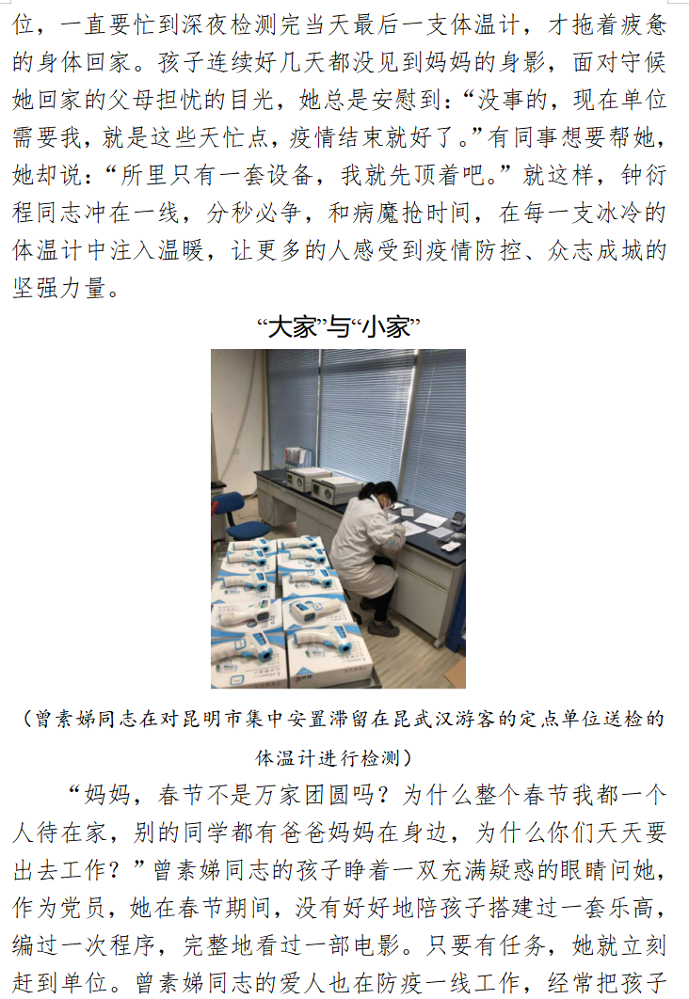 位，一直要忙到深夜检测完当天最后一支体温计，才拖着疲惫
的身体回家。孩子连续好几天都没见到妈妈的身影，面对守候
她回家的父母担忧的目光，她总是安慰到：“没事的，现在单位
需要我，就是这些天忙点，疫情结束就好了。”有同事想要帮她，
她却说：“所里只有一套设备，我就先顶着吧。”就这样，钟衍
程同志冲在一线，分秒必争，和病魔抢时间，在每一支冰冷的
体温计中注入温暖，让更多的人感受到疫情防控、众志成城的
坚强力量。
“大家”与“小家”
（曾素娣同志在对昆明市集中安置滞留在昆武汉游客的定点单位送检的
体温计进行检测）
“妈妈，春节不是万家团圆吗？为什么整个春节我都一个
人待在家，别的同学都有爸爸妈妈在身边，为什么你们天天要
出去工作？”曾素娣同志的孩子睁着一双充满疑惑的眼睛问她，
作为党员，她在春节期间，没有好好地陪孩子搭建过一套乐高，
编过一次程序，完整地看过一部电影。只要有任务，她就立刻
赶到单位。曾素娣同志的爱人也在防疫一线工作，经常把孩子